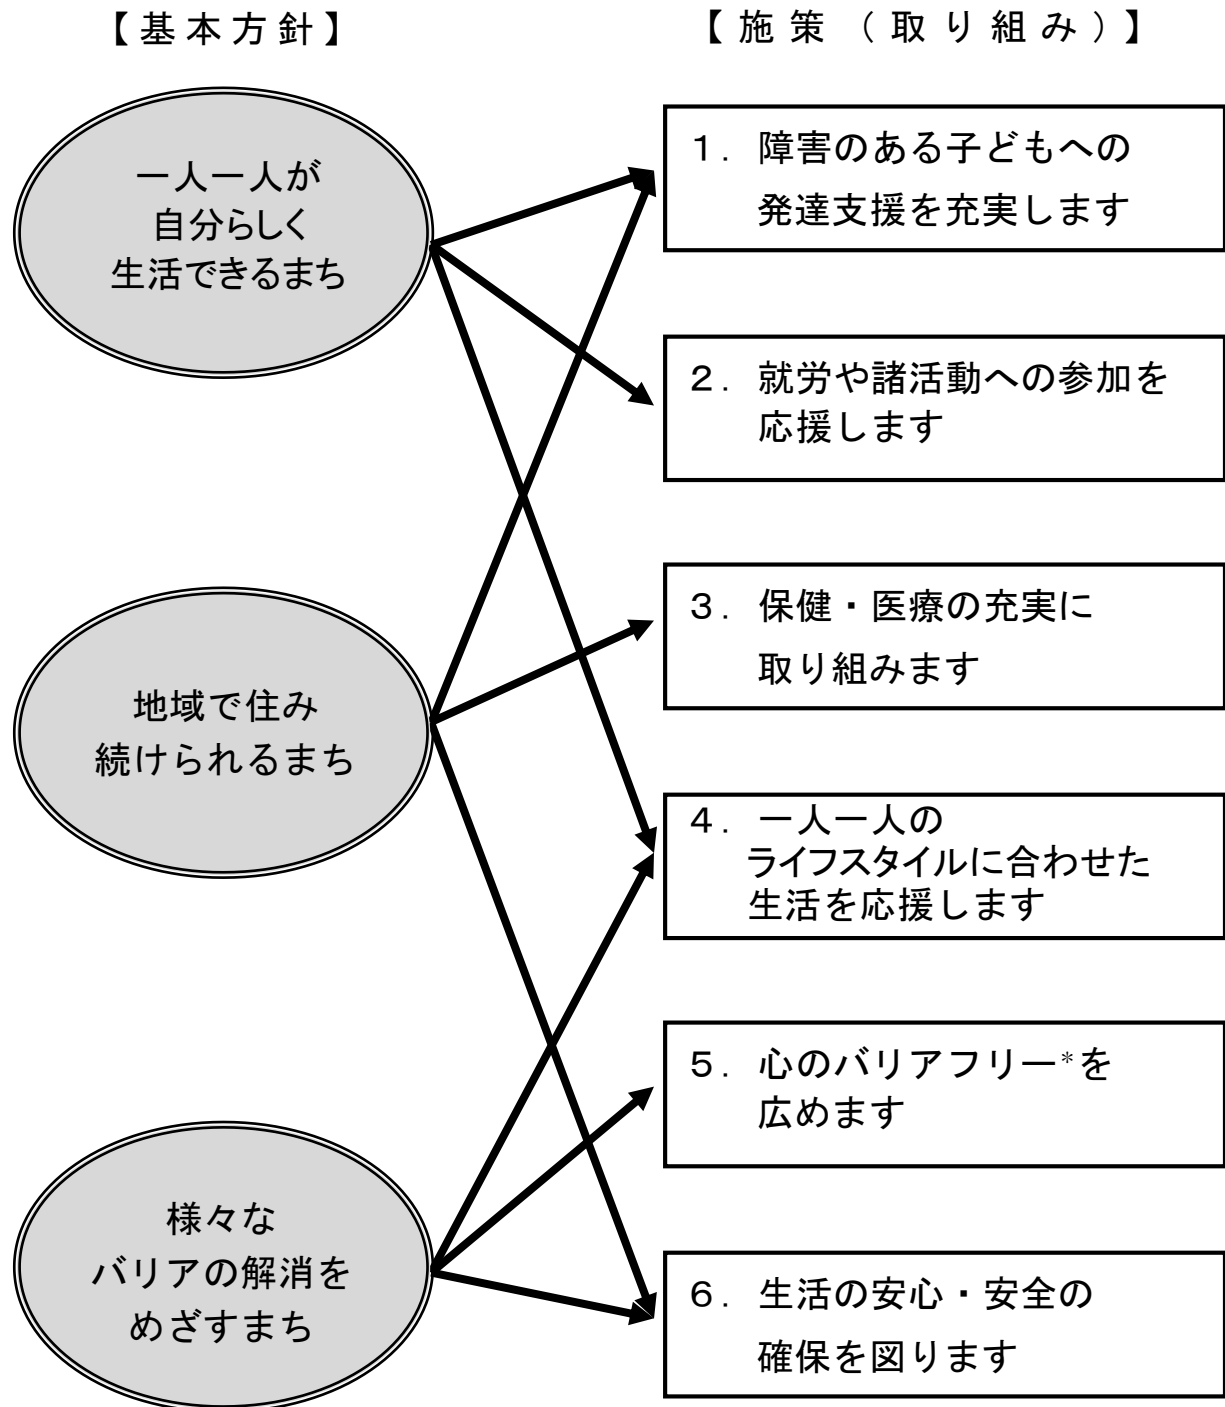 【基本方針】
【施策（取り組み）】
一人一人が
自分らしく
生活できるまち
地域で住み
続けられるまち
様々な
バリアの解消を
めざすまち
１．障害のある子どもへの
発達支援を充実します
２．就労や諸活動への参加を
応援します
３．保健・医療の充実に
取り組みます
４．一人一人の
ライフスタイルに合わせた
生活を応援します
５．心のバリアフリー*を
広めます
６．生活の安心・安全の
確保を図ります